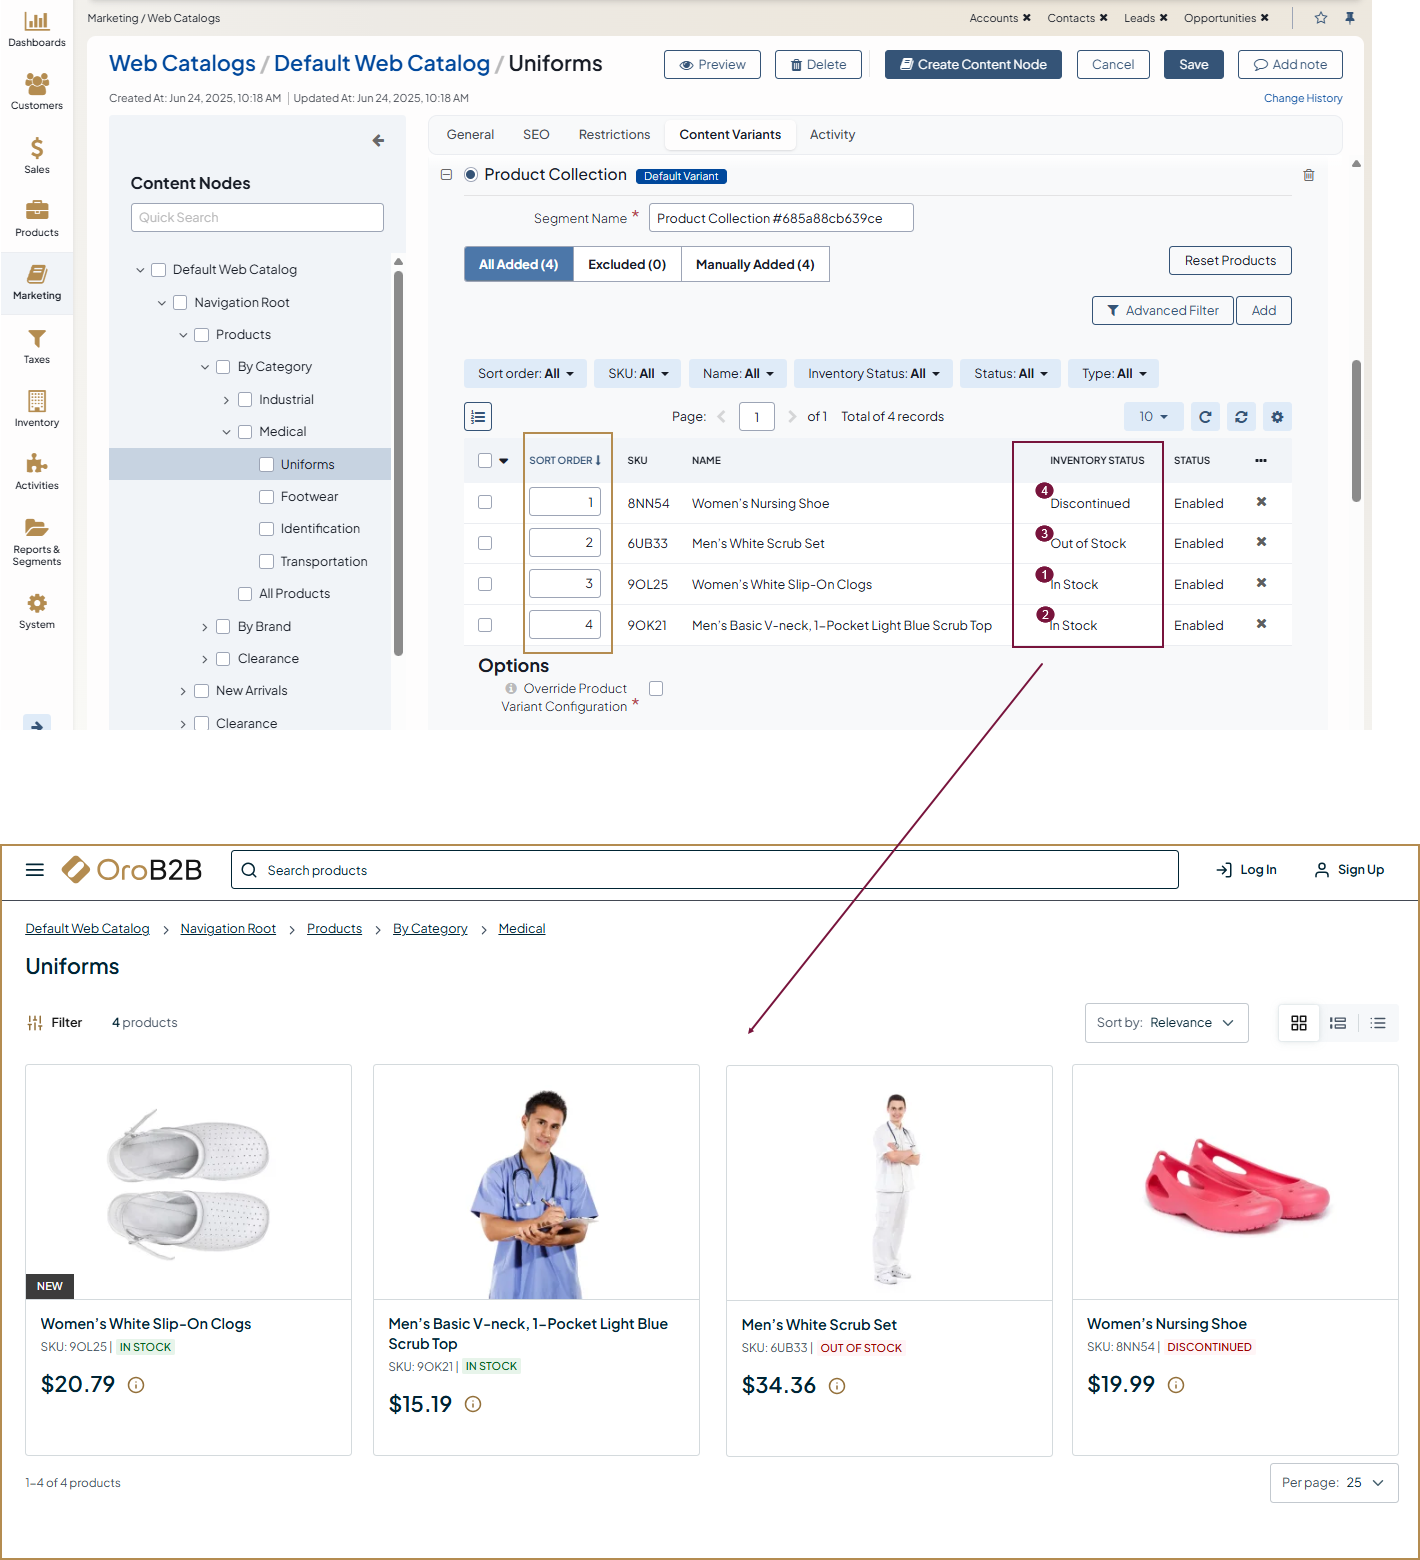 Dashboards
Customers
Sales
Products
Marketing
Taxes
Inventory
Activities
Reports &
Segments
System
Marketing / Web Catalogs
Accounts ✖ Contacts ✖ Leads ✖ Opportunities ✖
Web Catalogs / Default Web Catalog / Uniforms
Preview Delete Create Content Node Cancel Save Add note
Created At: Jun 24, 2025, 10:18 AM | Updated At: Jun 24, 2025, 10:18 AM
Change History
Content Nodes
Quick Search
Default Web Catalog
Navigation Root
Products
By Category
Industrial
Medical
Uniforms
Footwear
Identification
Transportation
All Products
By Brand
Clearance
New Arrivals
Clearance
General SEO Restrictions Content Variants Activity
Product Collection Default Variant
Segment Name * Product Collection #685a88cb639ce
All Added (4) Excluded (0) Manually Added (4)
Reset Products
Advanced Filter Add
Sort order: All SKU: All Name: All Inventory Status: All Status: All Type: All
Page: 1 of 1 Total of 4 records 10
SORT ORDER SKU NAME INVENTORY STATUS STATUS
1 8NN54 Women's Nursing Shoe 4 Discontinued Enabled
2 6UB33 Men's White Scrub Set 3 Out of Stock Enabled
3 9OL25 Women's White Slip-On Clogs 1 In Stock Enabled
4 9OK21 Men's Basic V-neck, 1-Pocket Light Blue Scrub Top 2 In Stock Enabled
Options
Override Product
Variant Configuration *
OroB2B
Search products
Log In Sign Up
Default Web Catalog > Navigation Root > Products > By Category > Medical
Uniforms
Filter 4 products
Sort by: Relevance
NEW
Women's White Slip-On Clogs
SKU: 9OL25 | IN STOCK
$20.79
Men's Basic V-neck, 1-Pocket Light Blue
Scrub Top
SKU: 9OK21 | IN STOCK
$15.19
Men's White Scrub Set
SKU: 6UB33 | OUT OF STOCK
$34.36
Women's Nursing Shoe
SKU: 8NN54 | DISCONTINUED
$19.99
1-4 of 4 products
Per page: 25